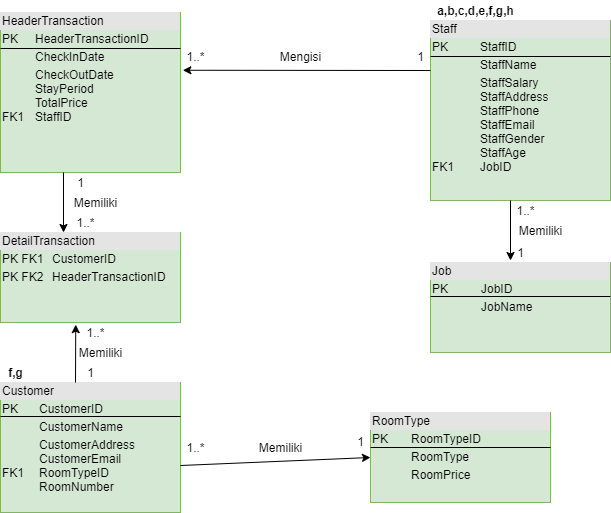 HeaderTransaction
PK HeaderTransactionID
CheckInDate
CheckOutDate
StayPeriod
TotalPrice
FK1 StaffID
1..* Mengisi 1
a,b,c,d,e,f,g,h
Staff
PK StaffID
StaffName
StaffSalary
StaffAddress
StaffPhone
StaffEmail
StaffGender
StaffAge
FK1 JobID
1
Memiliki
1..*
1..*
Memiliki
1
DetailTransaction
PK FK1 CustomerID
PK FK2 HeaderTransactionID
Job
PK JobID
JobName
1..*
Memiliki
1
f,g
Customer
PK CustomerID
CustomerName
CustomerAddress
CustomerEmail
FK1 RoomTypeID
RoomNumber
1..* Memiliki 1
RoomType
PK RoomTypeID
RoomType
RoomPrice